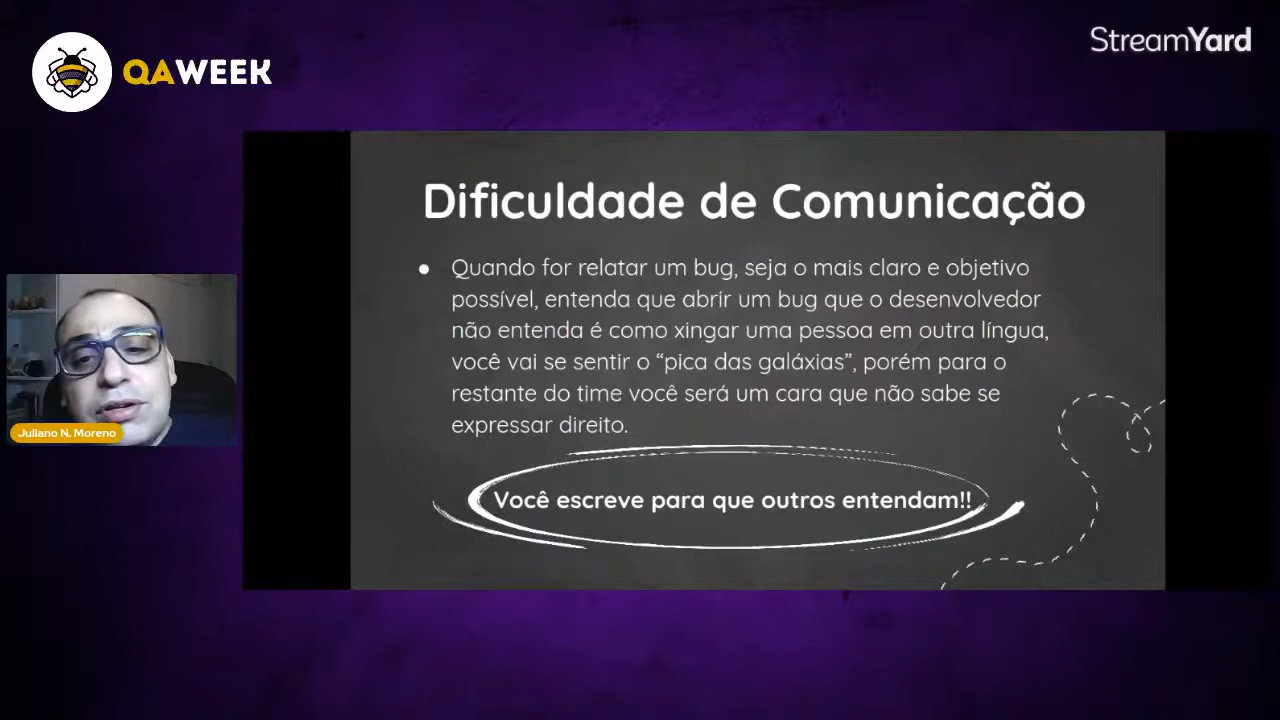 QAWEEK
StreamYard
Dificuldade de Comunicação
● Quando for relatar um bug, seja o mais claro e objetivo
possível, entenda que abrir um bug que o desenvolvedor
não entenda é como xingar uma pessoa em outra língua,
você vai se sentir o “pica das galáxias”, porém para o
restante do time você será um cara que não sabe se
expressar direito.
Você escreve para que outros entendam!!
Juliano N. Moreno